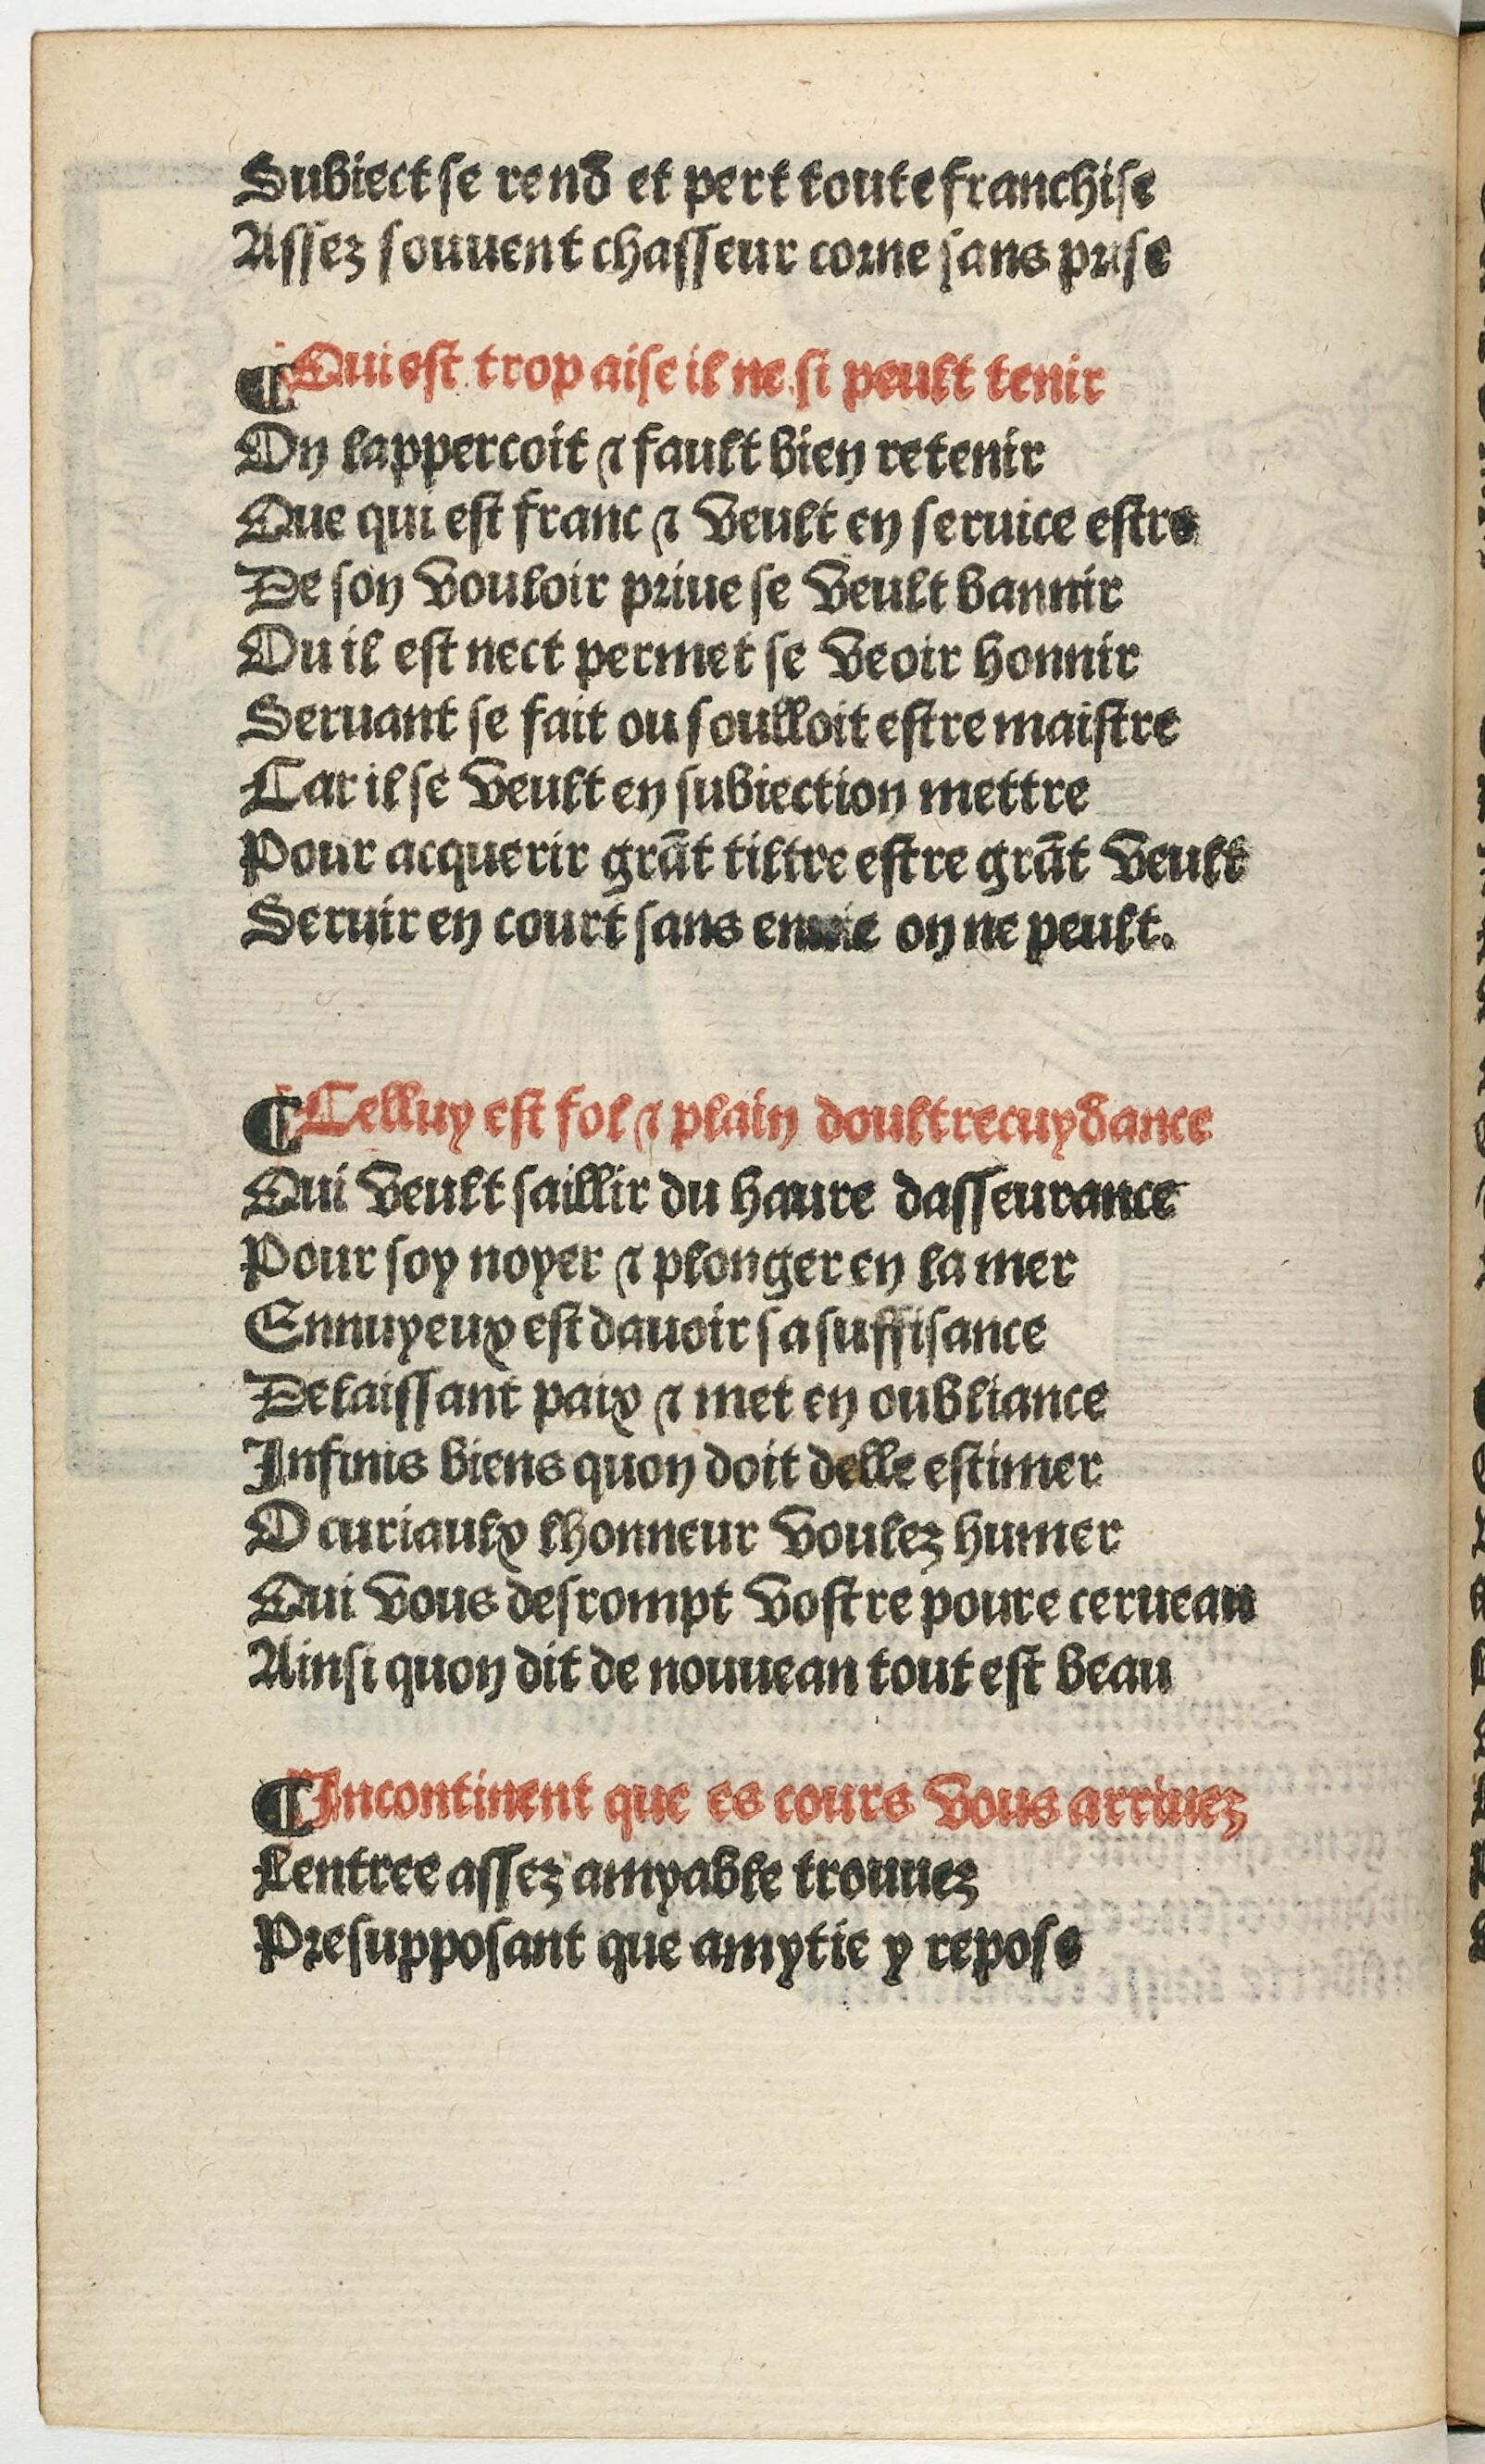 Subiect se rend et pert toute franchise
Assez souuent chasseur corne sans prise
¶ Qui est trop aise il ne si peult tenir
On lappercoit ⁊ fault bien retenir
Que qui est franc ⁊ veult en seruice estre
De son vouloir priue se veult bannir
Ou il est nect permet se veoir honnir
Seruant se fait ou soulloit estre maistre
Car il se veult en subiection mettre
Pour acquerir grãt tiltre estre grãt veult
Seruir en court sans enuie on ne peult.
¶ Celluy est fol ⁊ plain doultrecuydance
Qui veult saillir du haure dasseurance
Pour soy noyer ⁊ plonger en la mer
Ennuyeux est dauoir sa suffisance
Delaissant paix ⁊ met en oubliance
Infinis biens quon doit delle estimer
O curiaulx lhonneur voulez humer
Qui vous desrompt vostre poure ceruean
Ainsi quon dit de nouuean tout est beau
¶ Incontinent que es cours vous arriuez
Lentree assez amyable trouuez
Presupposant que amytie y repose